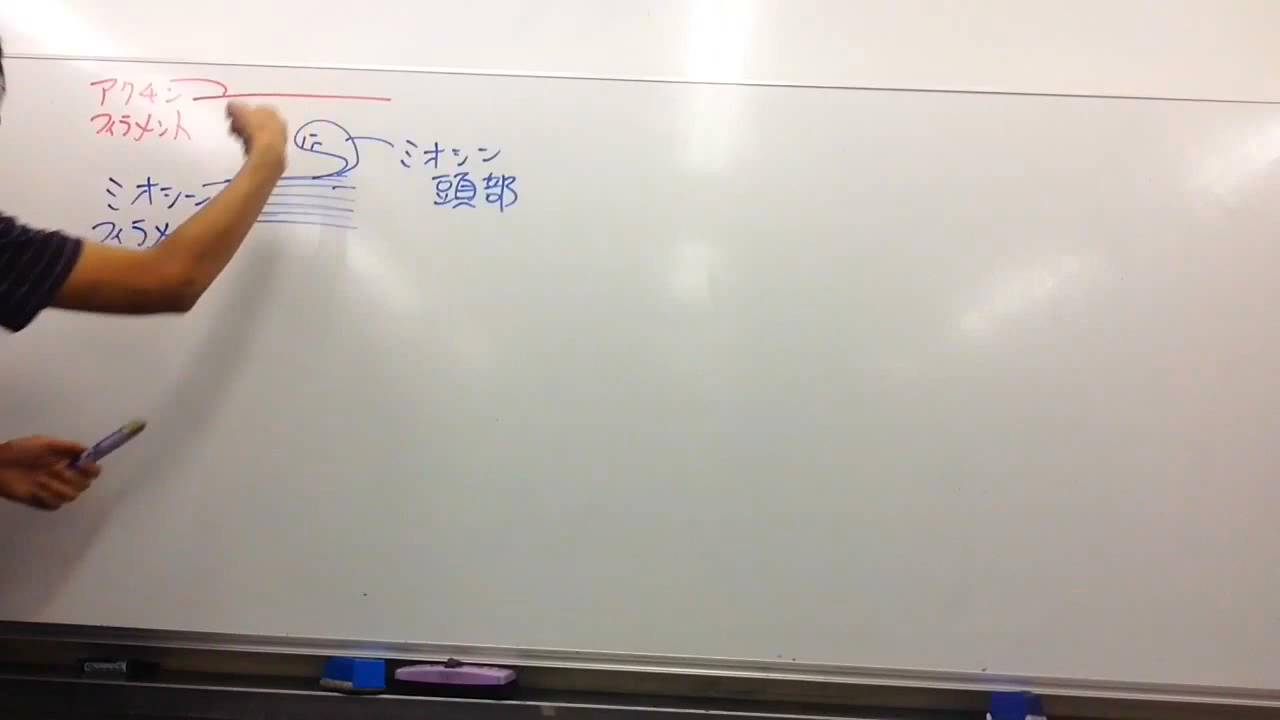 アクチン
フィラメント
ミオシン
頭部
ミオシン
フィラメ